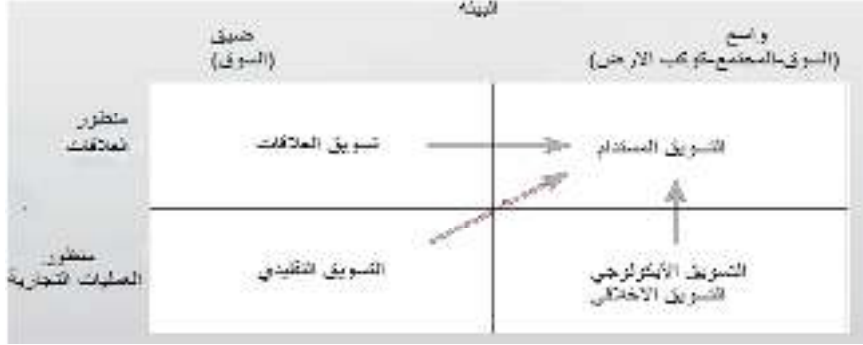 البيئة
واسع
(السوق-المجتمع-كوكب الارض)
ضيق
(السوق)
منظور
العلاقات
تسويق العلاقات
التسويق المستدام
منظور
العمليات التجارية
التسويق التقليدي
التسويق الأيكولوجي
التسويق الاخلاقي